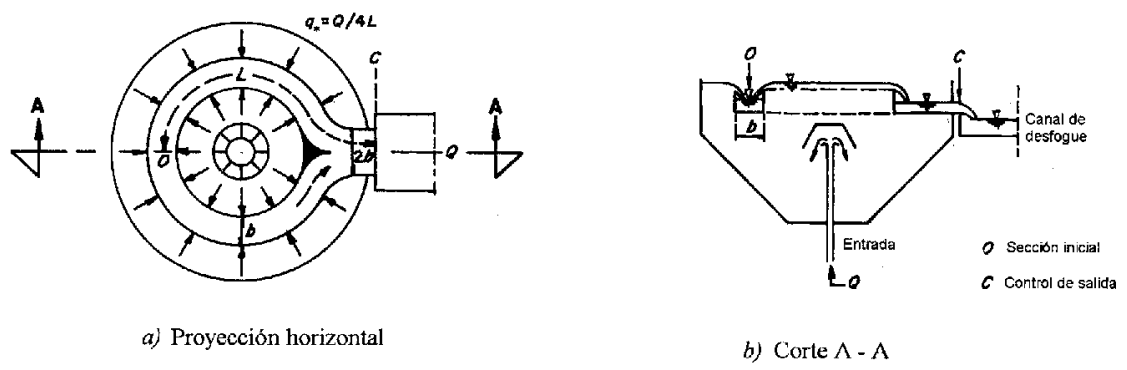 q* = Q/4L
C
A
L
A
O
2b
Q
b
a) Proyección horizontal
O
C
b
Canal de
desfogue
Entrada
Q
O Sección inicial
C Control de salida
b) Corte A - A